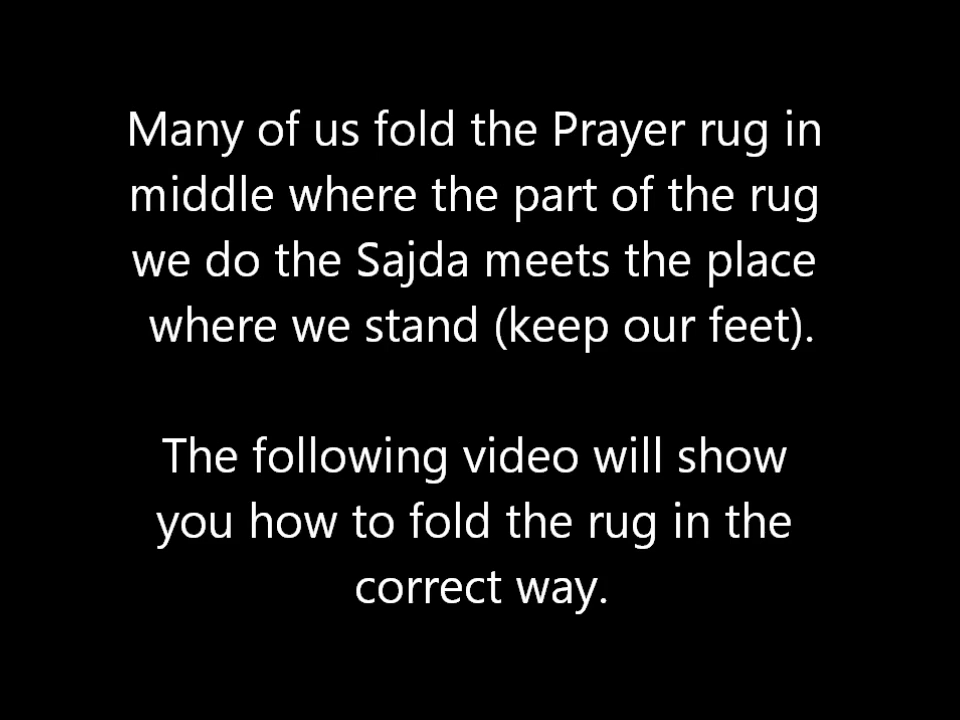 Many of us fold the Prayer rug in
middle where the part of the rug
we do the Sajda meets the place
where we stand (keep our feet).
The following video will show
you how to fold the rug in the
correct way.